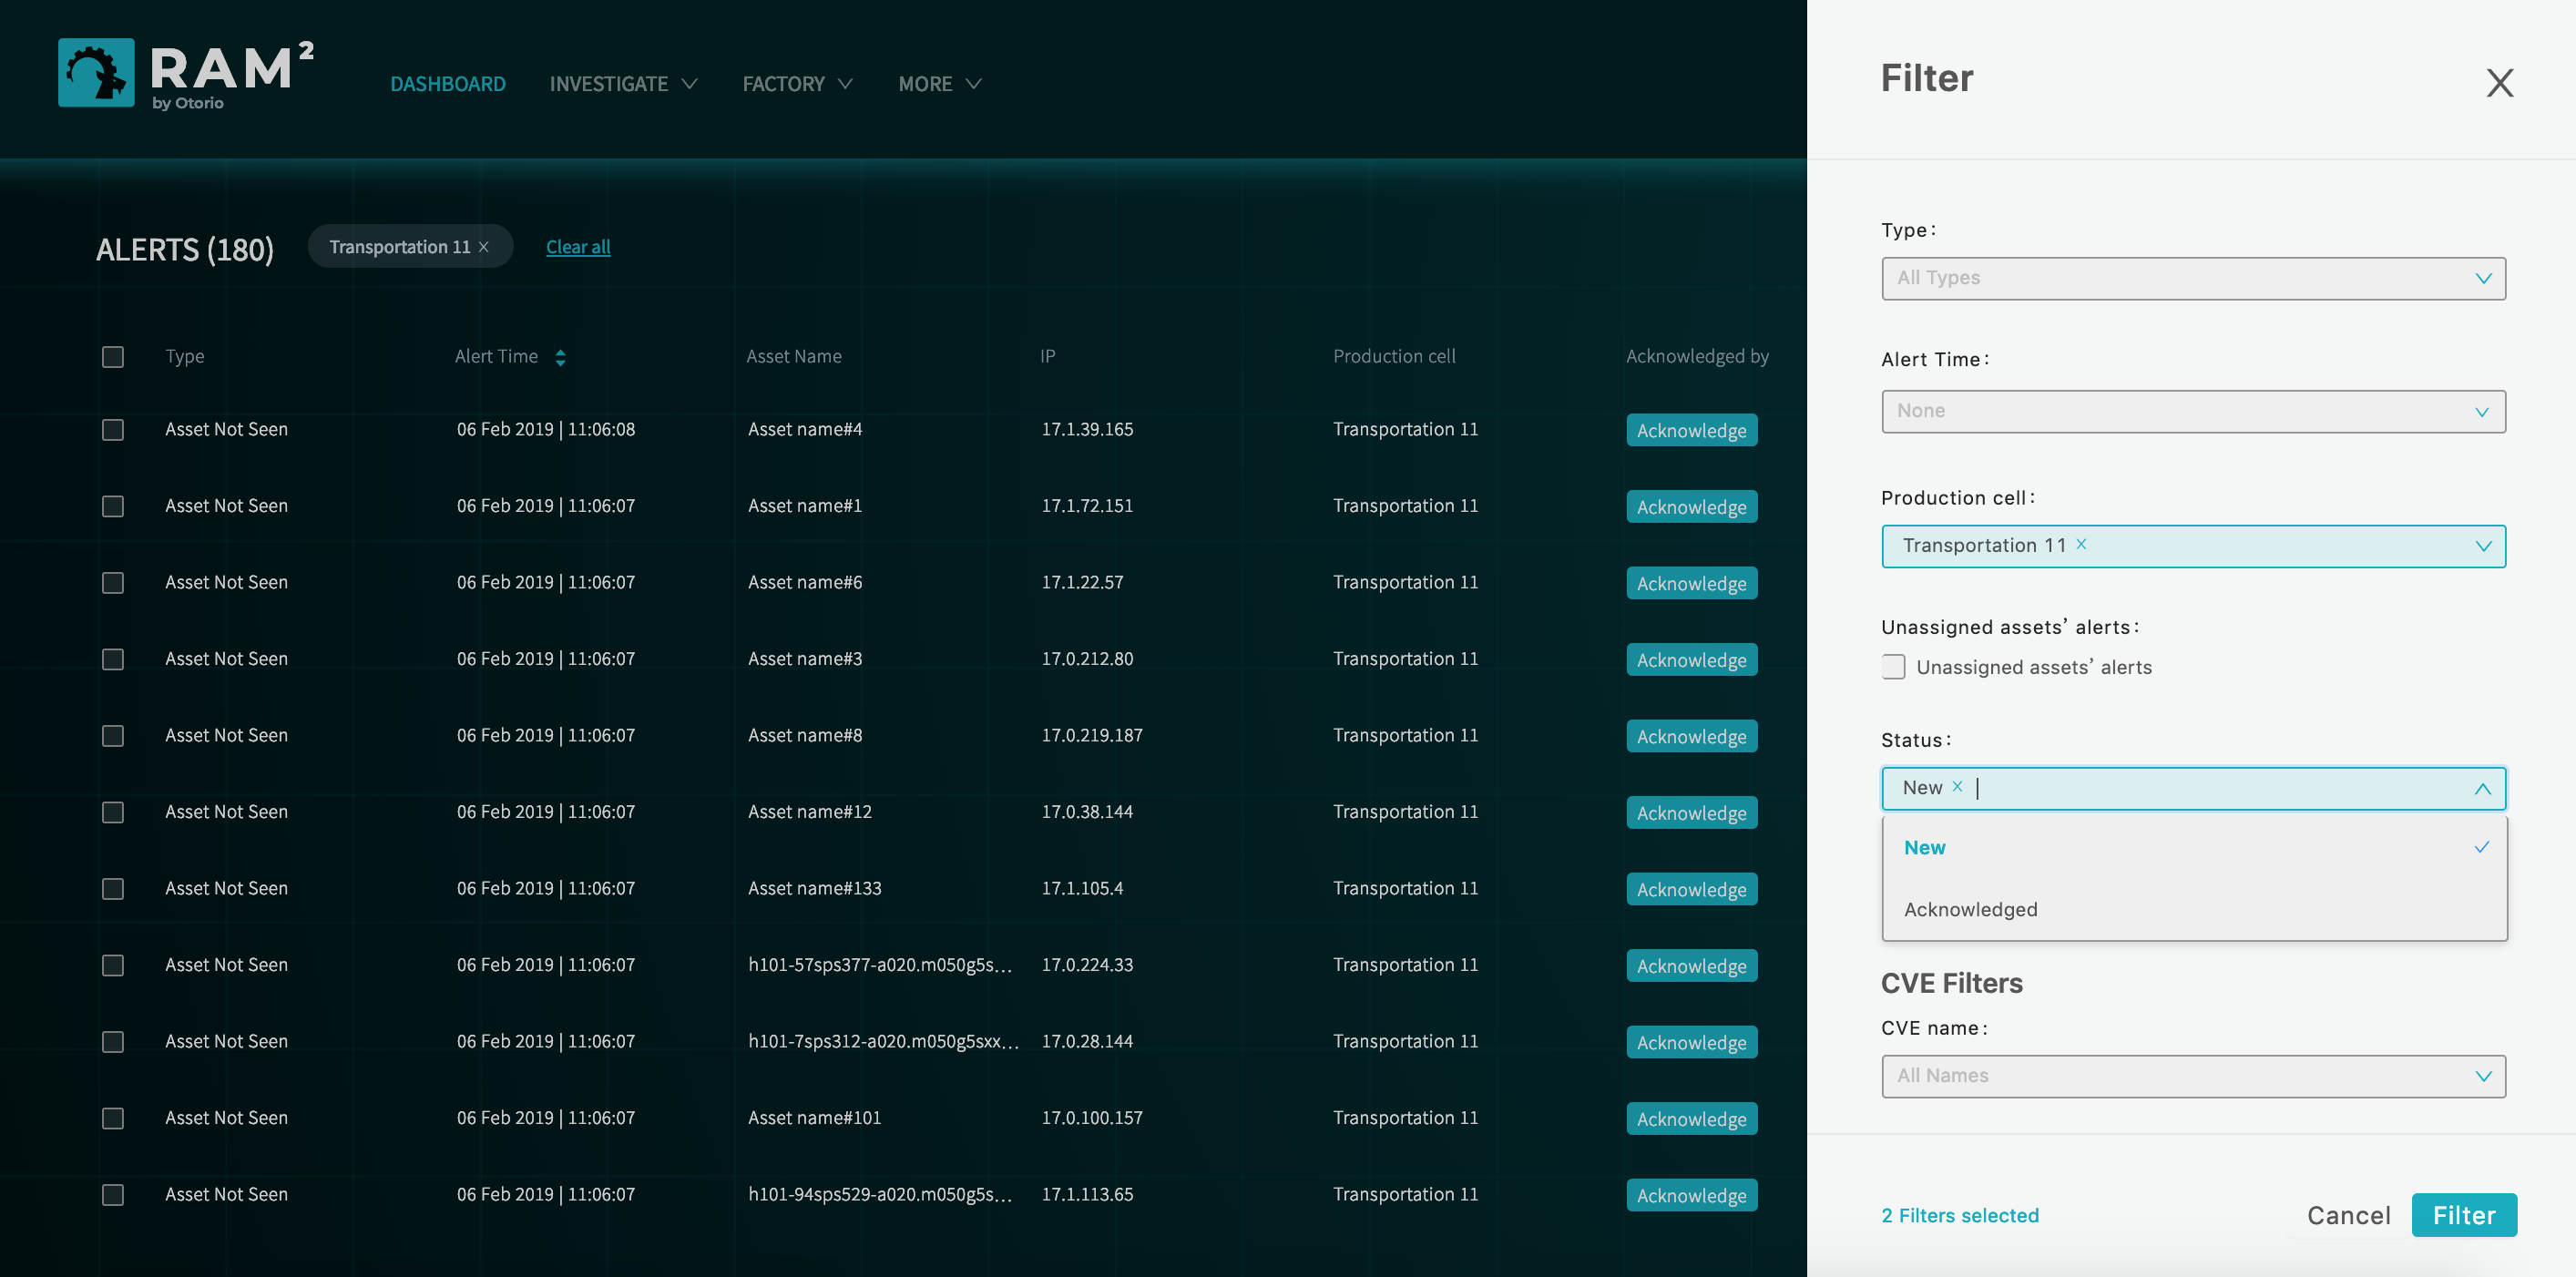 RAM²
by Otorio
DASHBOARD INVESTIGATE FACTORY MORE
ALERTS (180) Transportation 11 Clear all
Type Alert Time Asset Name IP Production cell Acknowledged by
Asset Not Seen 06 Feb 2019 | 11:06:08 Asset name#4 17.1.39.165 Transportation 11 Acknowledge
Asset Not Seen 06 Feb 2019 | 11:06:07 Asset name#1 17.1.72.151 Transportation 11 Acknowledge
Asset Not Seen 06 Feb 2019 | 11:06:07 Asset name#6 17.1.22.57 Transportation 11 Acknowledge
Asset Not Seen 06 Feb 2019 | 11:06:07 Asset name#3 17.0.212.80 Transportation 11 Acknowledge
Asset Not Seen 06 Feb 2019 | 11:06:07 Asset name#8 17.0.219.187 Transportation 11 Acknowledge
Asset Not Seen 06 Feb 2019 | 11:06:07 Asset name#12 17.0.38.144 Transportation 11 Acknowledge
Asset Not Seen 06 Feb 2019 | 11:06:07 Asset name#133 17.1.105.4 Transportation 11 Acknowledge
Asset Not Seen 06 Feb 2019 | 11:06:07 h101-57sps377-a020.m050g5s... 17.0.224.33 Transportation 11 Acknowledge
Asset Not Seen 06 Feb 2019 | 11:06:07 h101-7sps312-a020.m050g5sxx... 17.0.28.144 Transportation 11 Acknowledge
Asset Not Seen 06 Feb 2019 | 11:06:07 Asset name#101 17.0.100.157 Transportation 11 Acknowledge
Asset Not Seen 06 Feb 2019 | 11:06:07 h101-94sps529-a020.m050g5s... 17.1.113.65 Transportation 11 Acknowledge
Filter
Type:
All Types
Alert Time:
None
Production cell:
Transportation 11
Unassigned assets’ alerts:
Unassigned assets’ alerts
Status:
New
New
Acknowledged
CVE Filters
CVE name:
All Names
2 Filters selected Cancel Filter